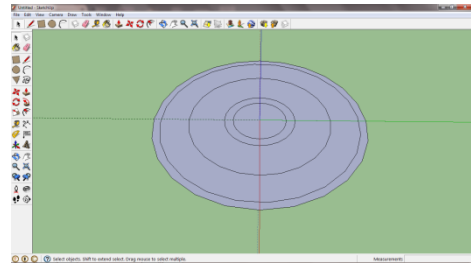 Untitled - SketchUp
File Edit View Camera Draw Tools Window Help
Select objects. Shift to extend select. Drag mouse to select multiple.
Measurements